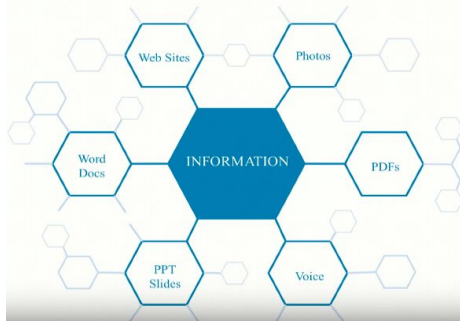 Web Sites
Photos
Word
Docs
INFORMATION
PDFs
PPT
Slides
Voice